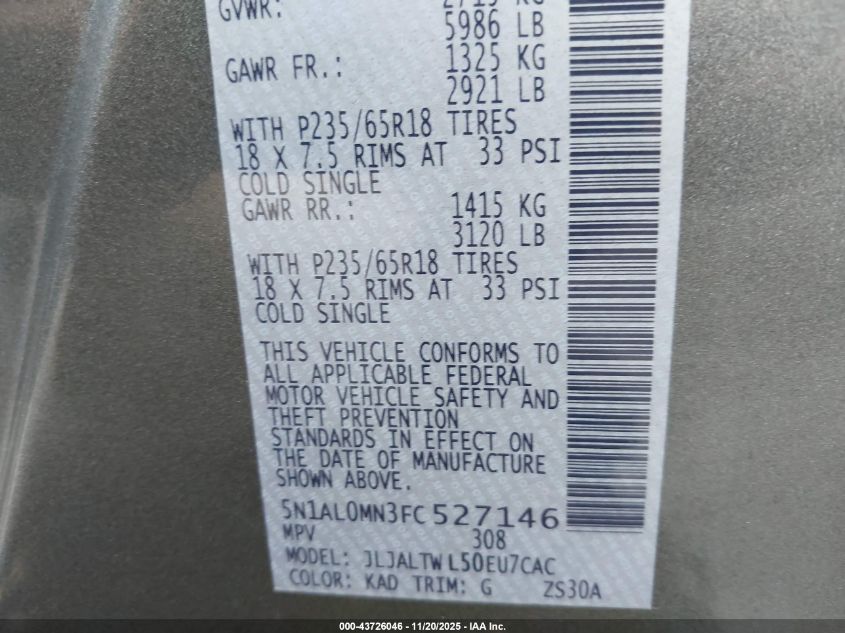 GVWR: 2715 KG
5986 LB
GAWR FR.: 1325 KG
2921 LB
WITH P235/65R18 TIRES
18 X 7.5 RIMS AT 33 PSI
COLD SINGLE
GAWR RR.: 1415 KG
3120 LB
WITH P235/65R18 TIRES
18 X 7.5 RIMS AT 33 PSI
COLD SINGLE
THIS VEHICLE CONFORMS TO
ALL APPLICABLE FEDERAL
MOTOR VEHICLE SAFETY AND
THEFT PREVENTION
STANDARDS IN EFFECT ON
THE DATE OF MANUFACTURE
SHOWN ABOVE.
5N1AL0MN3FC527146
MPV 308
MODEL: JLJALTWL50EU7CAC
COLOR: KAD TRIM: G ZS30A
000-43726046 - 11/20/2025 - IAA Inc.